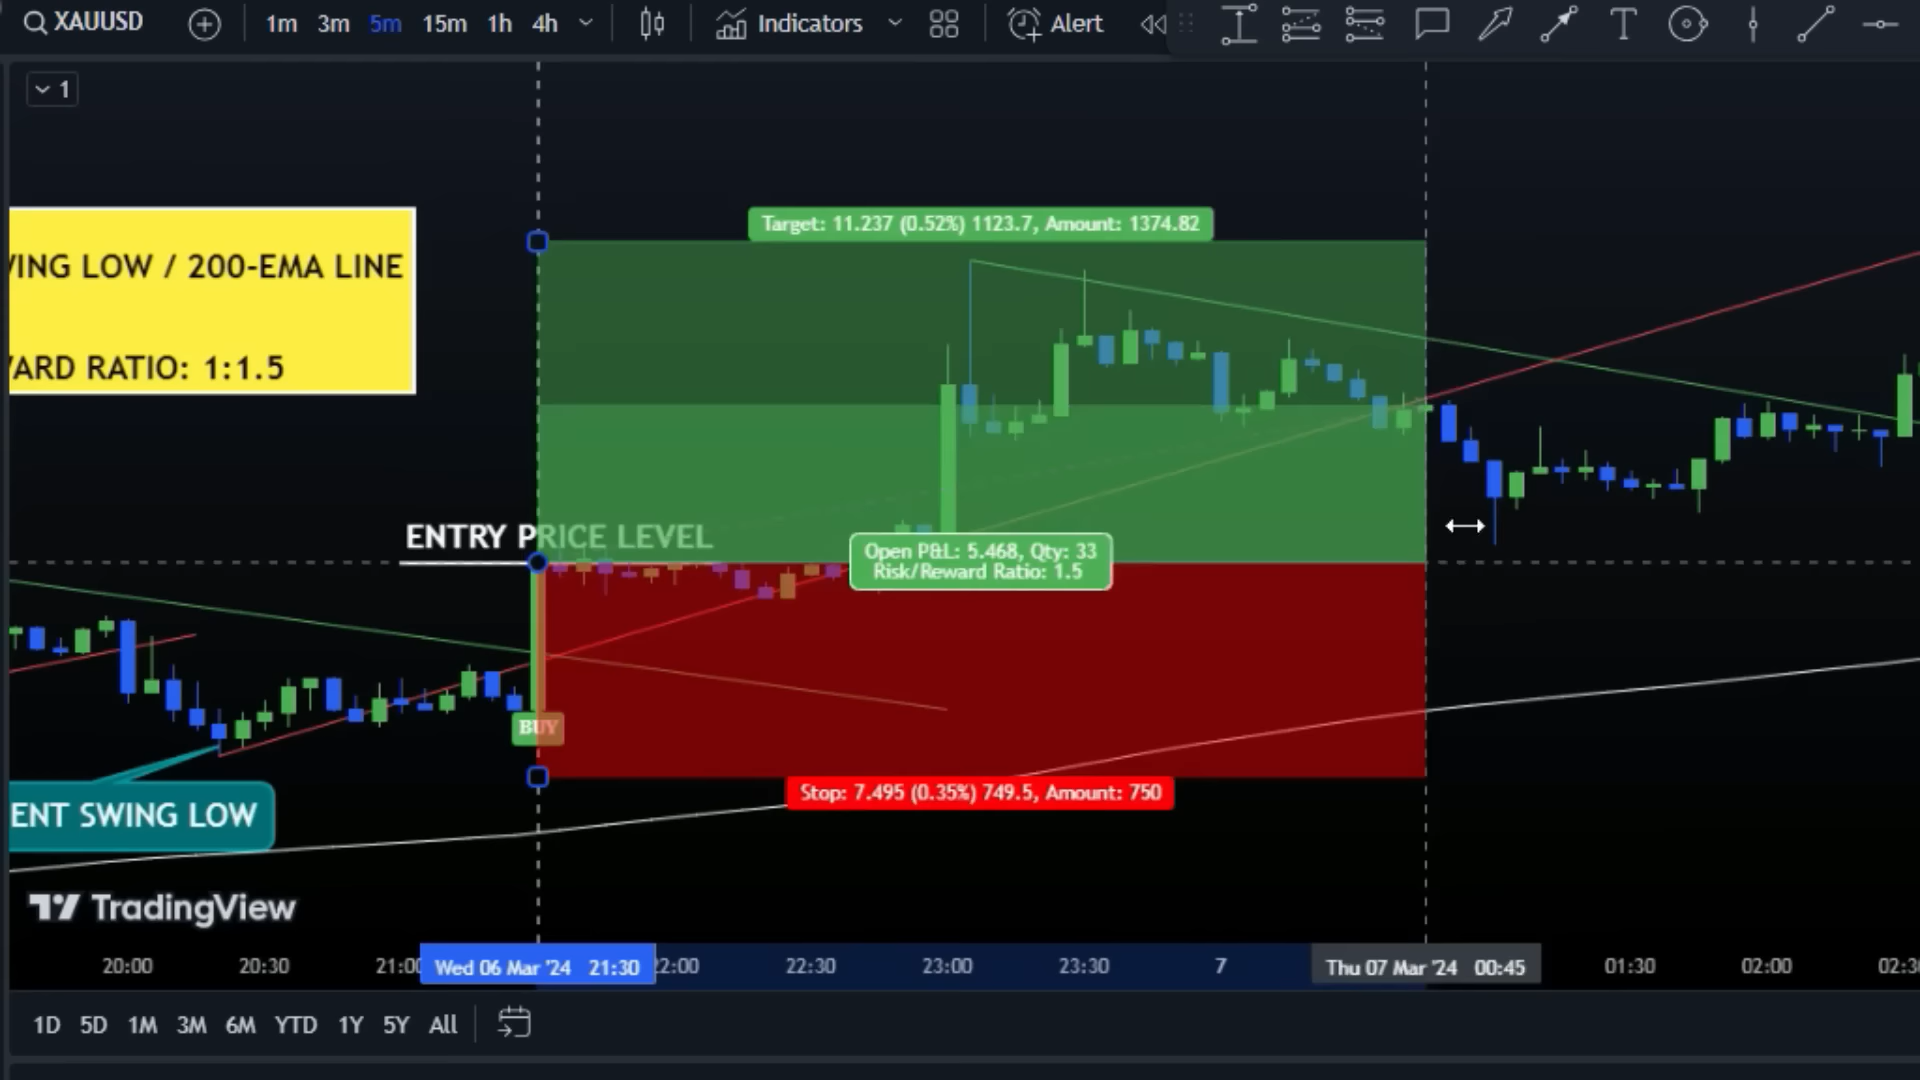 XAUUSD 1m 3m 5m 15m 1h 4h Indicators Alert
1
Target: 11.237 (0.52%) 1123.7, Amount: 1374.82
ING LOW / 200-EMA LINE
ARD RATIO: 1:1.5
ENTRY PRICE LEVEL
Open P&L: 5.468, Qty: 33
Risk/Reward Ratio: 1.5
BUY
Stop: 7.495 (0.35%) 749.5, Amount: 750
ENT SWING LOW
TradingView
20:00 20:30 21:00 Wed 06 Mar '24 21:30 22:00 22:30 23:00 23:30 7 Thu 07 Mar '24 00:45 01:30 02:00 02:3
1D 5D 1M 3M 6M YTD 1Y 5Y All